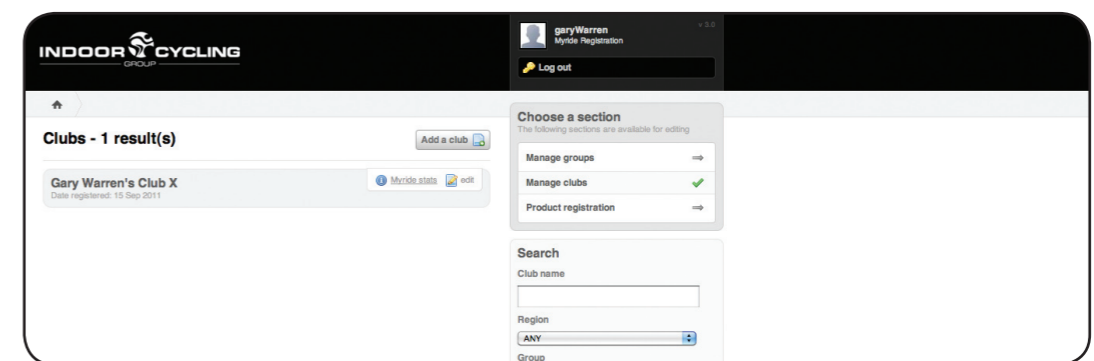 INDOOR CYCLING
GROUP
garyWarren
v 3.0
Myride Registration
Log out
Clubs - 1 result(s)
Add a club
Gary Warren's Club X
Date registered: 15 Sep 2011
Myride stats
edit
Choose a section
The following sections are available for editing
Manage groups
Manage clubs
Product registration
Search
Club name
Region
ANY
Group